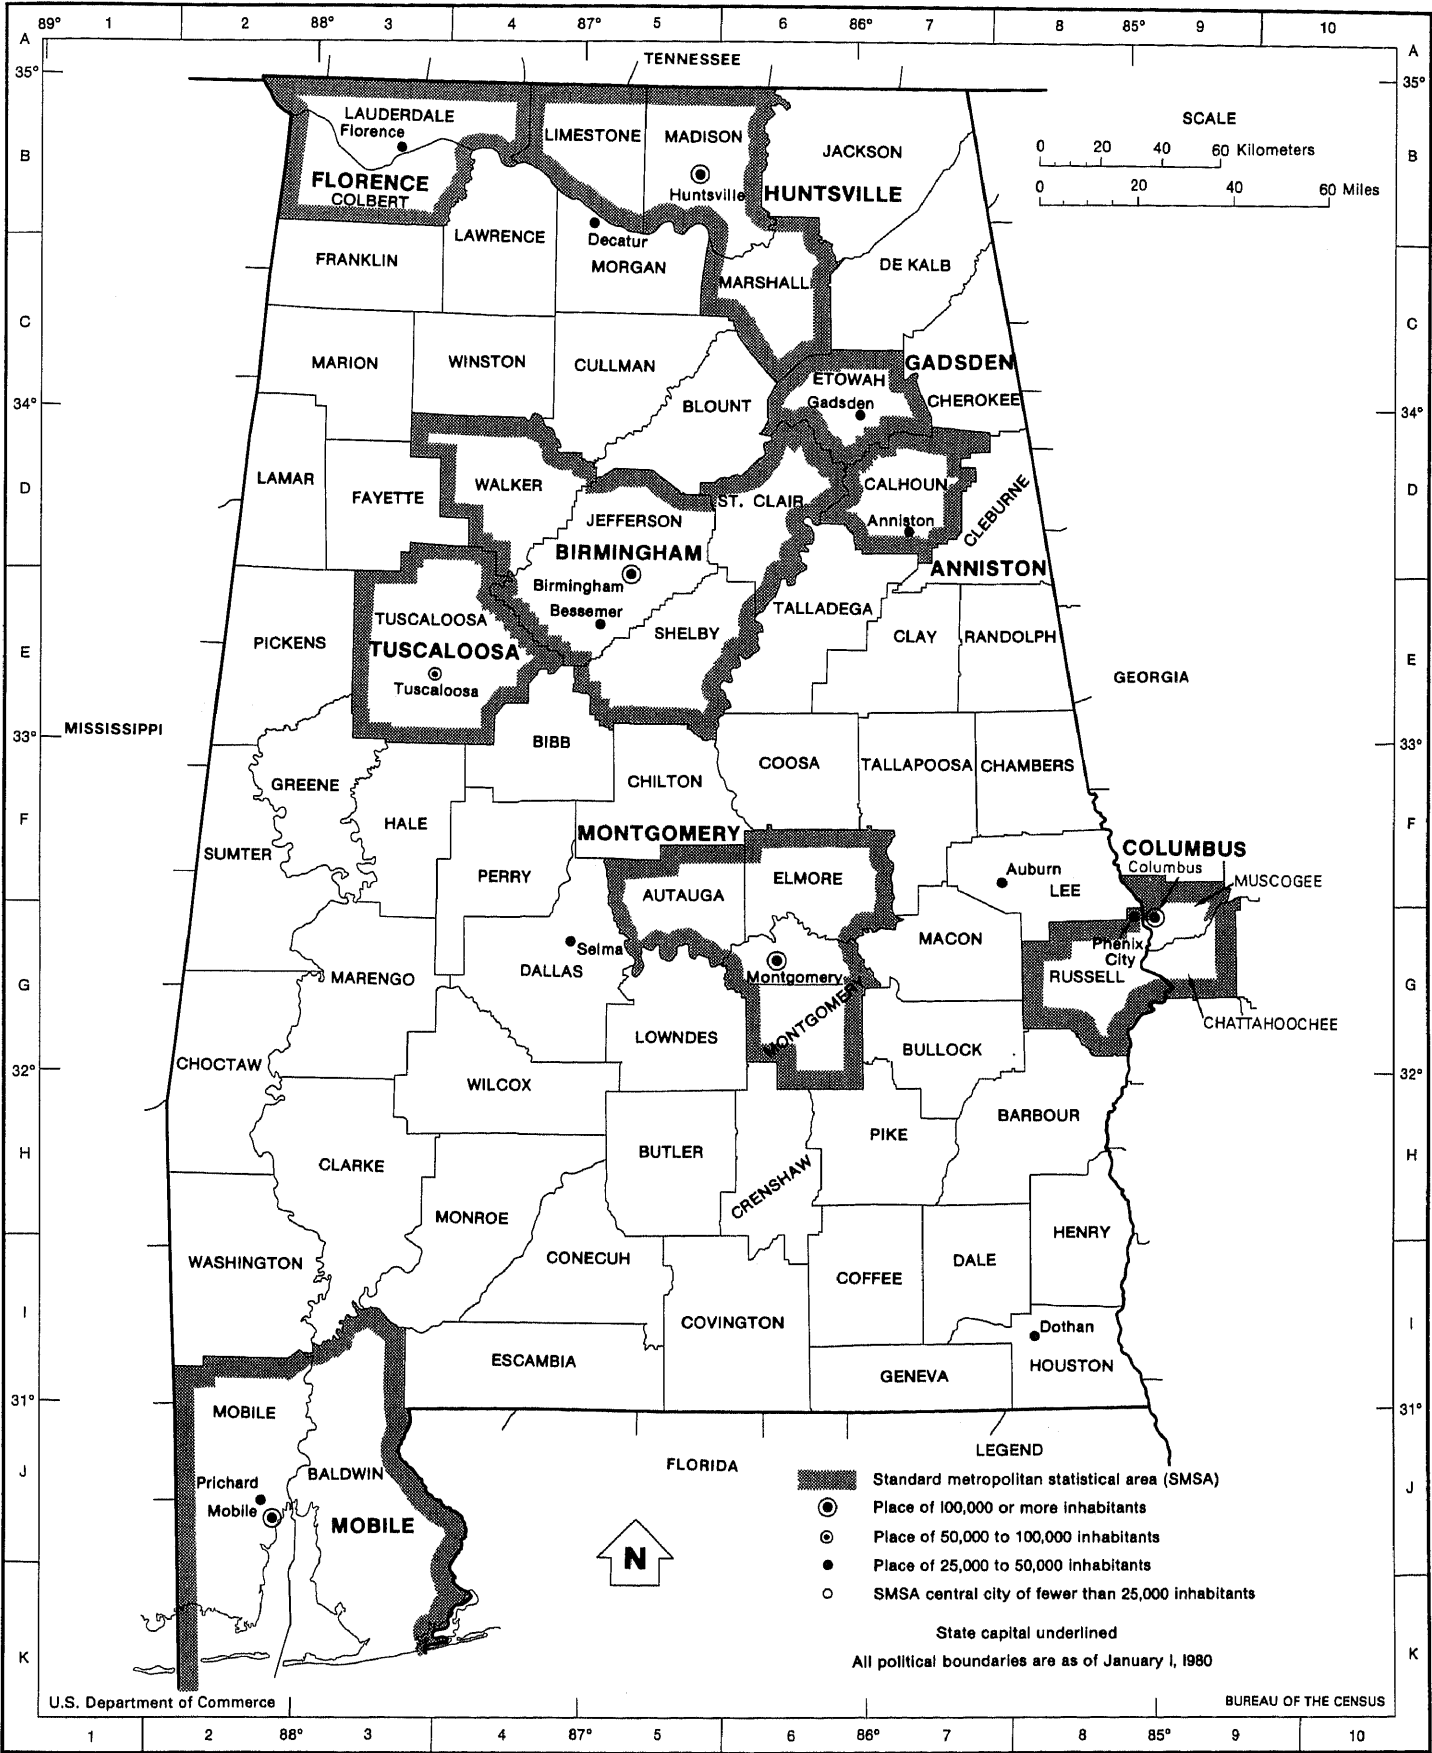 89° 1 2 88° 3 4 87° 5 6 86° 7 8 85° 9 10
A A
35° 35°
TENNESSEE
LAUDERDALE
Florence
FLORENCE
COLBERT
LIMESTONE
MADISON
Huntsville
HUNTSVILLE
JACKSON
SCALE
0 20 40 60 Kilometers
0 20 40 60 Miles
B B
LAWRENCE
Decatur
MORGAN
FRANKLIN
MARSHALL
DE KALB
C C
MARION
WINSTON
CULLMAN
BLOUNT
ETOWAH
Gadsden
GADSDEN
CHEROKEE
34° 34°
LAMAR
FAYETTE
WALKER
JEFFERSON
ST. CLAIR
CALHOUN
Anniston
CLEBURNE
ANNISTON
D D
BIRMINGHAM
Birmingham
Bessemer
SHELBY
TALLADEGA
CLAY
RANDOLPH
PICKENS
TUSCALOOSA
TUSCALOOSA
Tuscaloosa
E E
GEORGIA
MISSISSIPPI
33° 33°
BIBB
GREENE
HALE
CHILTON
COOSA
TALLAPOOSA
CHAMBERS
F F
SUMTER
PERRY
MONTGOMERY
AUTAUGA
ELMORE
Auburn
LEE
COLUMBUS
Columbus
MUSCOGEE
Phenix
City
RUSSELL
CHATTAHOOCHEE
MACON
Selma
DALLAS
MARENGO
Montgomery
MONTGOMERY
G G
LOWNDES
BULLOCK
CHOCTAW
WILCOX
32° 32°
BARBOUR
PIKE
BUTLER
CRENSHAW
CLARKE
H H
MONROE
CONECUH
WASHINGTON
COFFEE
DALE
HENRY
I I
COVINGTON
ESCAMBIA
GENEVA
Dothan
HOUSTON
31° 31°
MOBILE
BALDWIN
Prichard
Mobile
MOBILE
FLORIDA
J J
LEGEND
Standard metropolitan statistical area (SMSA)
Place of 100,000 or more inhabitants
Place of 50,000 to 100,000 inhabitants
Place of 25,000 to 50,000 inhabitants
SMSA central city of fewer than 25,000 inhabitants
N
State capital underlined
All political boundaries are as of January 1, 1980
K K
U.S. Department of Commerce
BUREAU OF THE CENSUS
1 2 88° 3 4 87° 5 6 86° 7 8 85° 9 10